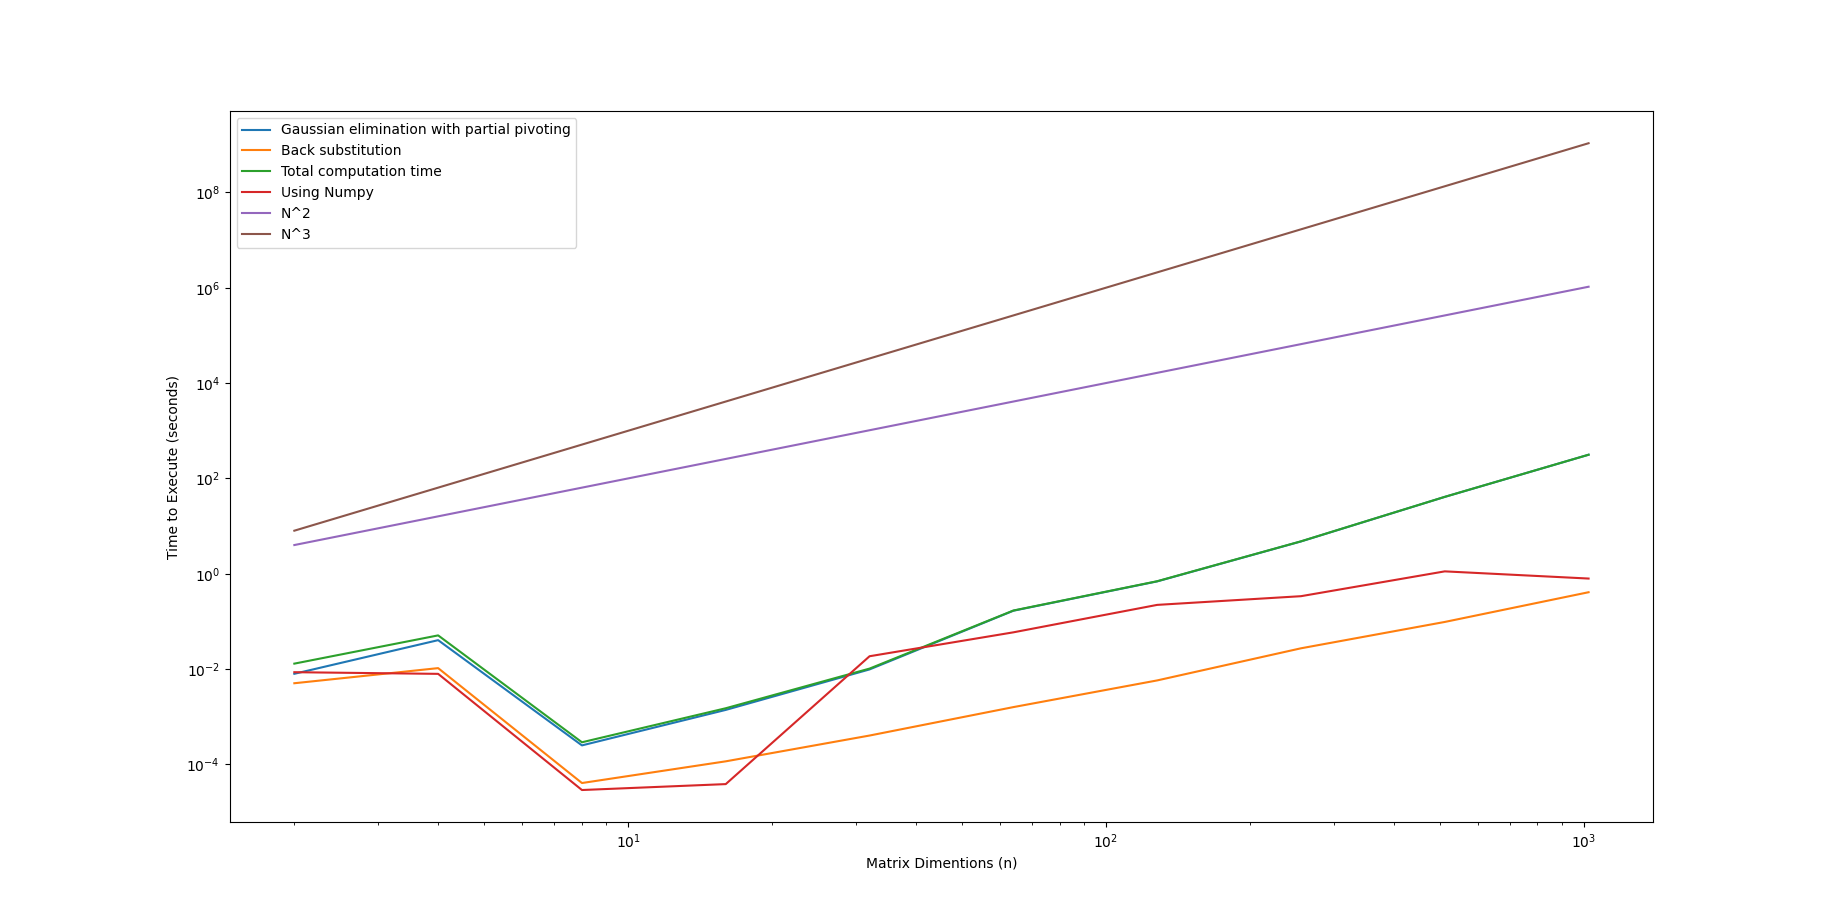 Gaussian elimination with partial pivoting
Back substitution
Total computation time
Using Numpy
N^2
N^3
10^8
10^6
10^4
10^2
10^0
10^-2
10^-4
Time to Execute (seconds)
10^1
10^2
10^3
Matrix Dimentions (n)